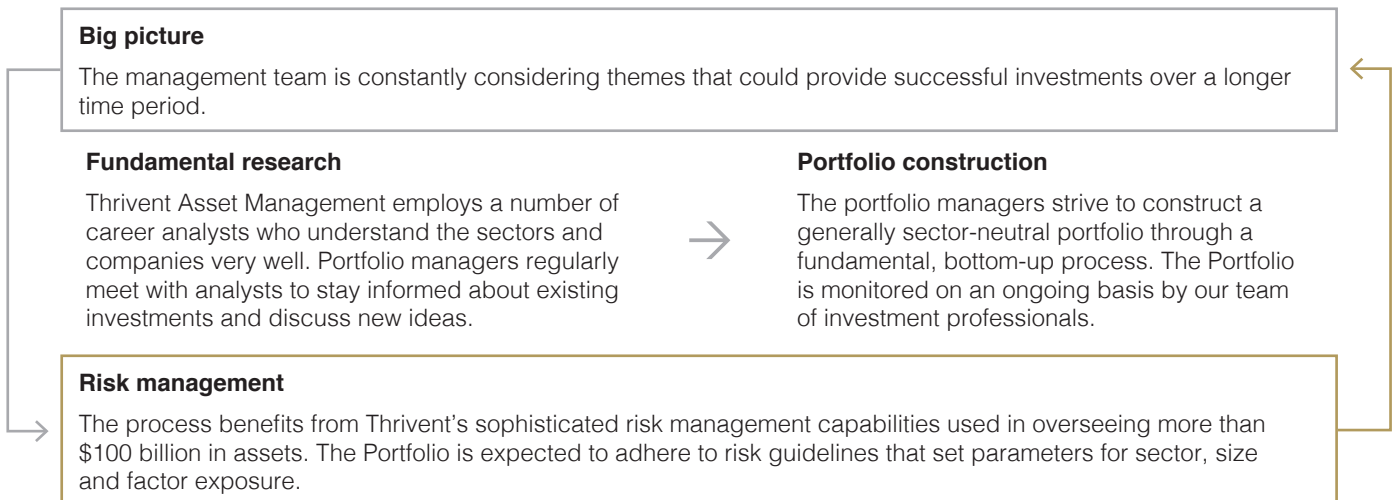 Big picture
The management team is constantly considering themes that could provide successful investments over a longer
time period.
Fundamental research
Thrivent Asset Management employs a number of
career analysts who understand the sectors and
companies very well. Portfolio managers regularly
meet with analysts to stay informed about existing
investments and discuss new ideas.
Portfolio construction
The portfolio managers strive to construct a
generally sector-neutral portfolio through a
fundamental, bottom-up process. The Portfolio
is monitored on an ongoing basis by our team
of investment professionals.
Risk management
The process benefits from Thrivent’s sophisticated risk management capabilities used in overseeing more than
$100 billion in assets. The Portfolio is expected to adhere to risk guidelines that set parameters for sector, size
and factor exposure.